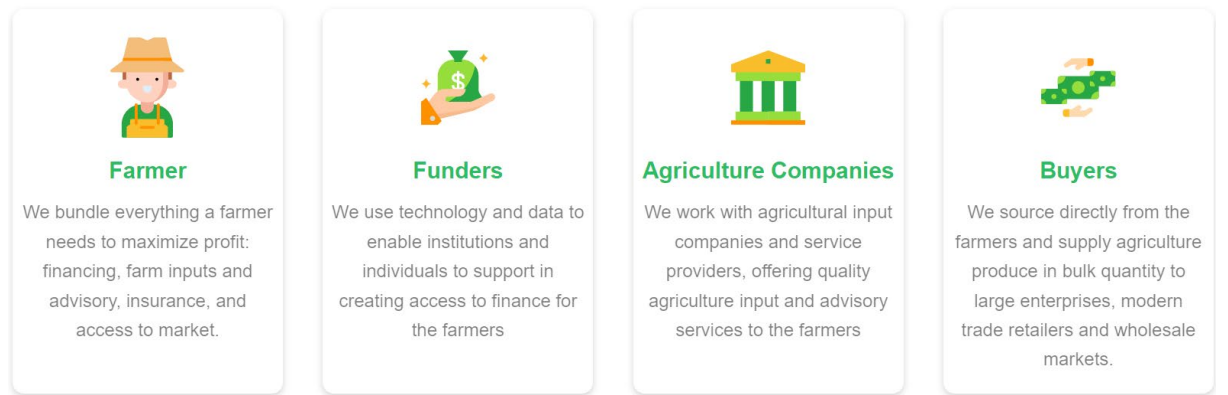 Farmer
We bundle everything a farmer
needs to maximize profit:
financing, farm inputs and
advisory, insurance, and
access to market.
Funders
We use technology and data to
enable institutions and
individuals to support in
creating access to finance for
the farmers
Agriculture Companies
We work with agricultural input
companies and service
providers, offering quality
agriculture input and advisory
services to the farmers
Buyers
We source directly from the
farmers and supply agriculture
produce in bulk quantity to
large enterprises, modern
trade retailers and wholesale
markets.